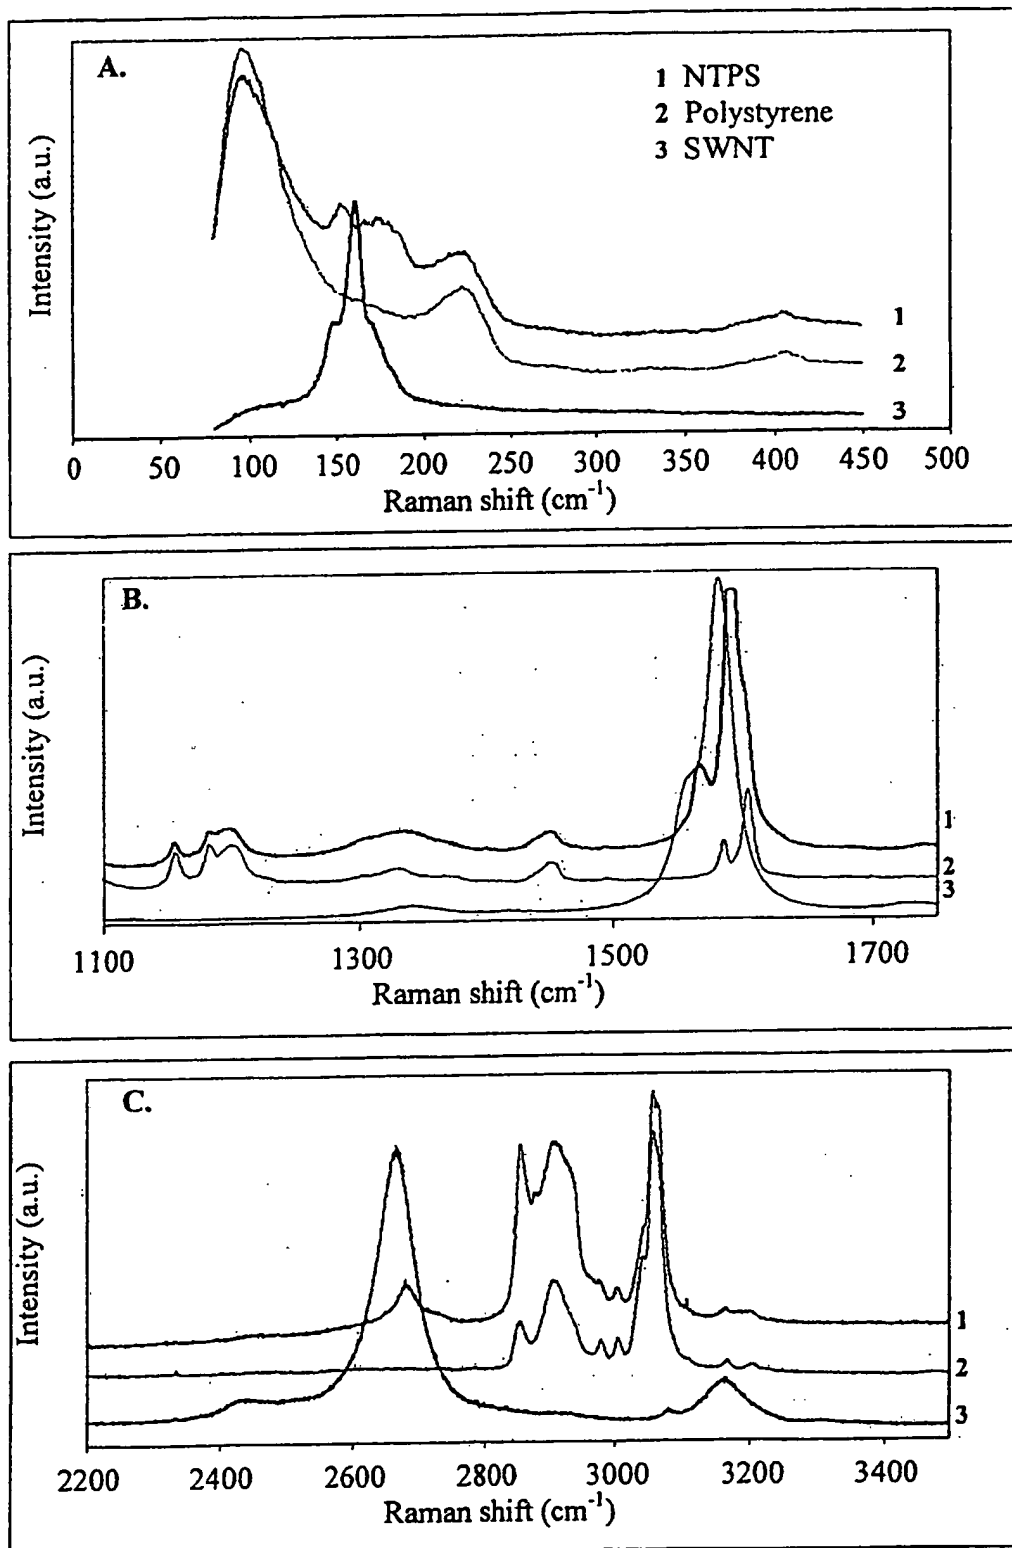 A.
1 NTPS
2 Polystyrene
3 SWNT
Intensity (a.u.)
1
2
3
0 50 100 150 200 250 300 350 400 450 500
Raman shift (cm⁻¹)
B.
Intensity (a.u.)
1
2
3
1100 1300 1500 1700
Raman shift (cm⁻¹)
C.
Intensity (a.u.)
1
2
3
2200 2400 2600 2800 3000 3200 3400
Raman shift (cm⁻¹)